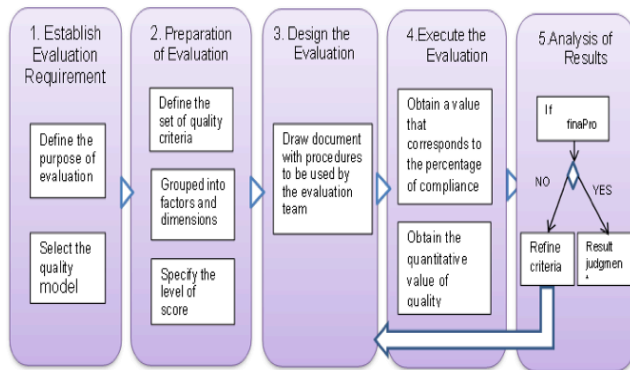 1. Establish
Evaluation
Requirement
Define the
purpose of
evaluation
Select the
quality
model
2. Preparation
of Evaluation
Define the
set of quality
criteria
Grouped into
factors and
dimensions
Specify the
level of
score
3. Design the
Evaluation
Draw document
with procedures
to be used by
the evaluation
team
4.Execute the
Evaluation
Obtain a value
that
corresponds to
the percentage
of compliance
Obtain the
quantitative
value of
quality
5.Analysis of
Results
If
finaPro
NO
YES
Refine
criteria
Result
judgmen